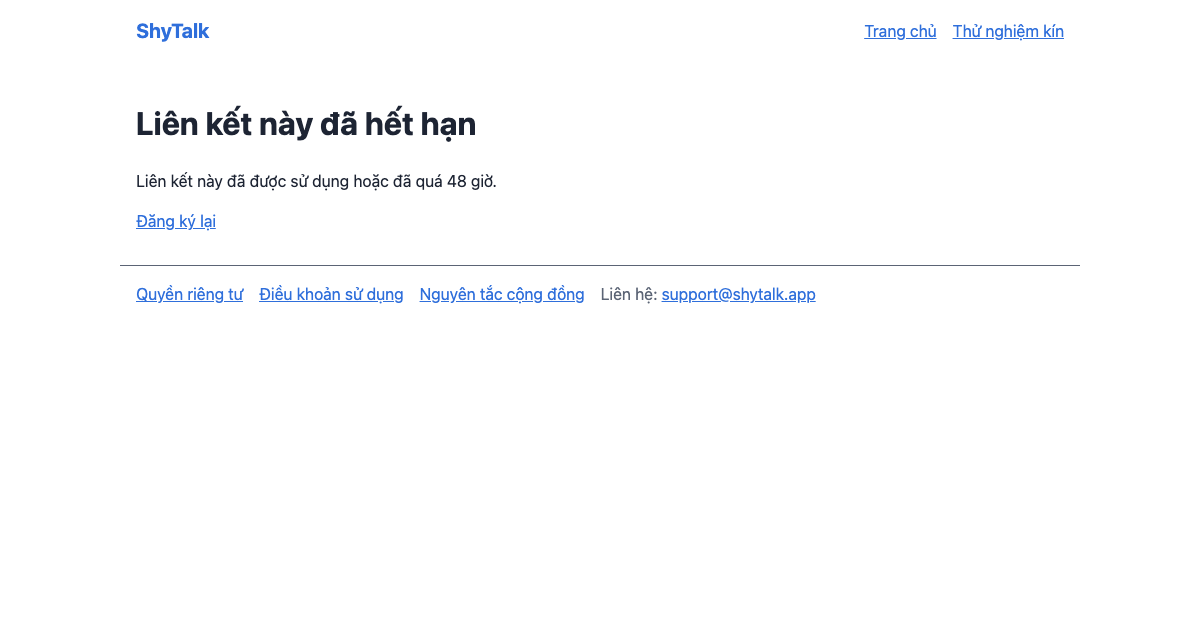 ShyTalk
Trang chủ Thử nghiệm kín
Liên kết này đã hết hạn
Liên kết này đã được sử dụng hoặc đã quá 48 giờ.
Đăng ký lại
Quyền riêng tư Điều khoản sử dụng Nguyên tắc cộng đồng Liên hệ: support@shytalk.app